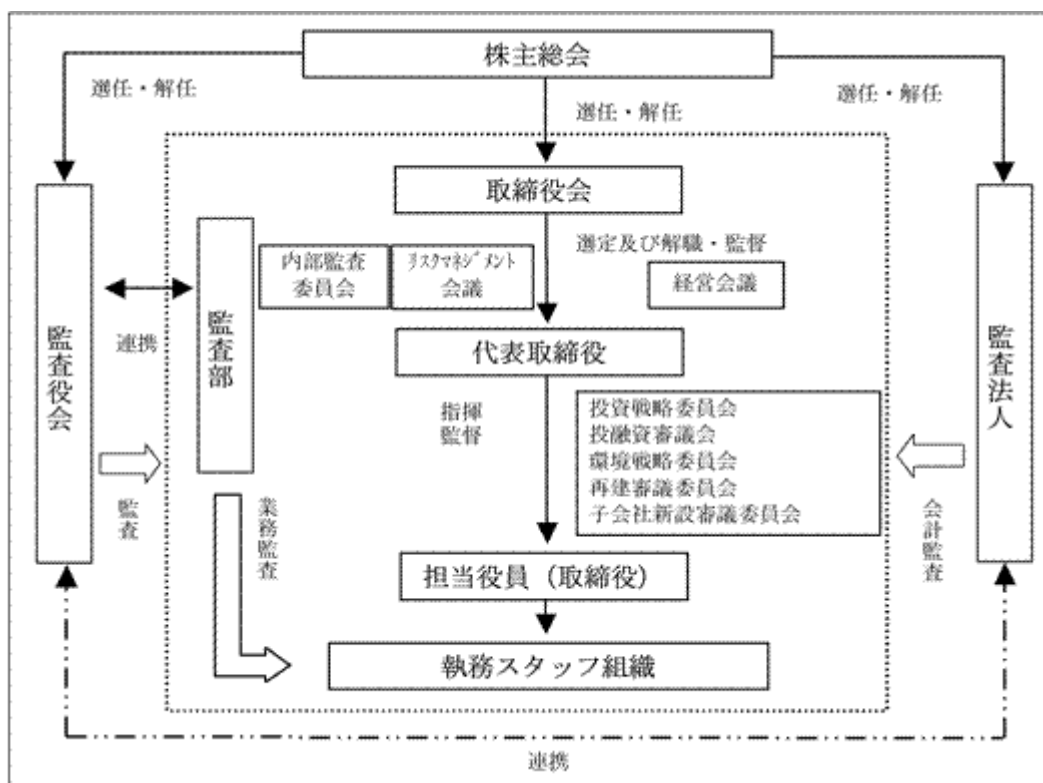 株主総会
選任・解任
選任・解任
選任・解任
取締役会
選定及び解職・監督
内部監査
委員会
ﾘｽｸﾏﾈｼﾞﾒﾝﾄ
会議
経営会議
監査役会
連携
監査部
代表取締役
監査法人
指揮
監督
投資戦略委員会
投融資審議会
環境戦略委員会
再建審議委員会
子会社新設審議委員会
監査
業務監査
会計監査
担当役員（取締役）
執務スタッフ組織
連携